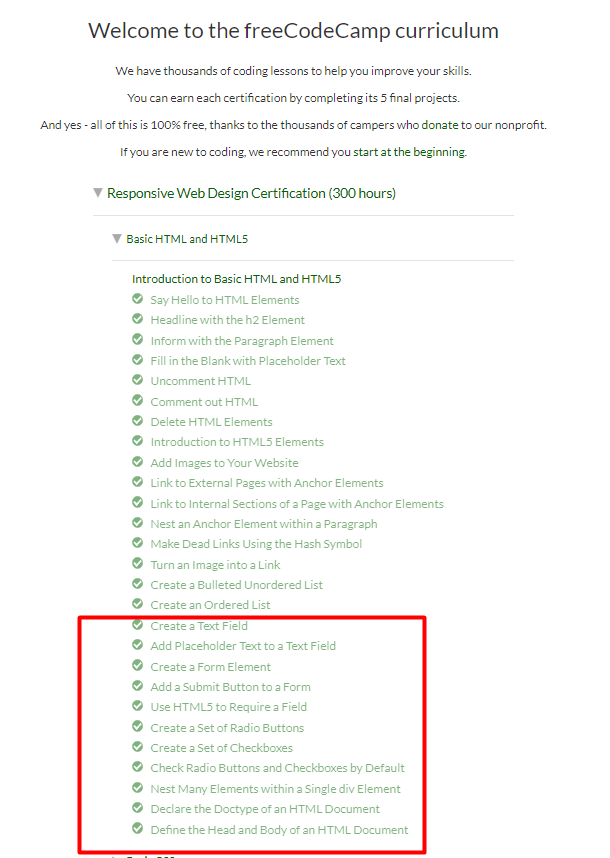 Welcome to the freeCodeCamp curriculum
We have thousands of coding lessons to help you improve your skills.
You can earn each certification by completing its 5 final projects.
And yes - all of this is 100% free, thanks to the thousands of campers who donate to our nonprofit.
If you are new to coding, we recommend you start at the beginning.
Responsive Web Design Certification (300 hours)
Basic HTML and HTML5
Introduction to Basic HTML and HTML5
Say Hello to HTML Elements
Headline with the h2 Element
Inform with the Paragraph Element
Fill in the Blank with Placeholder Text
Uncomment HTML
Comment out HTML
Delete HTML Elements
Introduction to HTML5 Elements
Add Images to Your Website
Link to External Pages with Anchor Elements
Link to Internal Sections of a Page with Anchor Elements
Nest an Anchor Element within a Paragraph
Make Dead Links Using the Hash Symbol
Turn an Image into a Link
Create a Bulleted Unordered List
Create an Ordered List
Create a Text Field
Add Placeholder Text to a Text Field
Create a Form Element
Add a Submit Button to a Form
Use HTML5 to Require a Field
Create a Set of Radio Buttons
Create a Set of Checkboxes
Check Radio Buttons and Checkboxes by Default
Nest Many Elements within a Single div Element
Declare the Doctype of an HTML Document
Define the Head and Body of an HTML Document